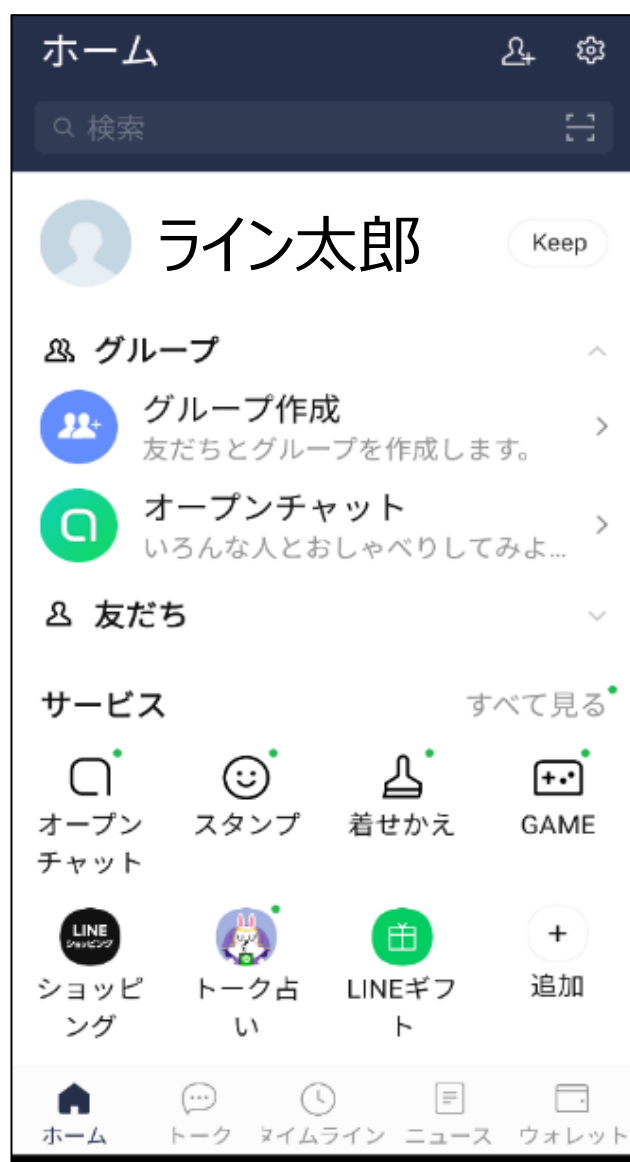 ホーム
検索
ライン太郎
Keep
グループ
グループ作成
友だちとグループを作成します。
オープンチャット
いろんな人とおしゃべりしてみよ...
友だち
サービス
すべて見る
オープン
チャット
スタンプ
着せかえ
GAME
LINE
ショッピング
ショッピ
ング
トーク占
い
LINEギフ
ト
追加
ホーム
トーク
タイムライン
ニュース
ウォレット